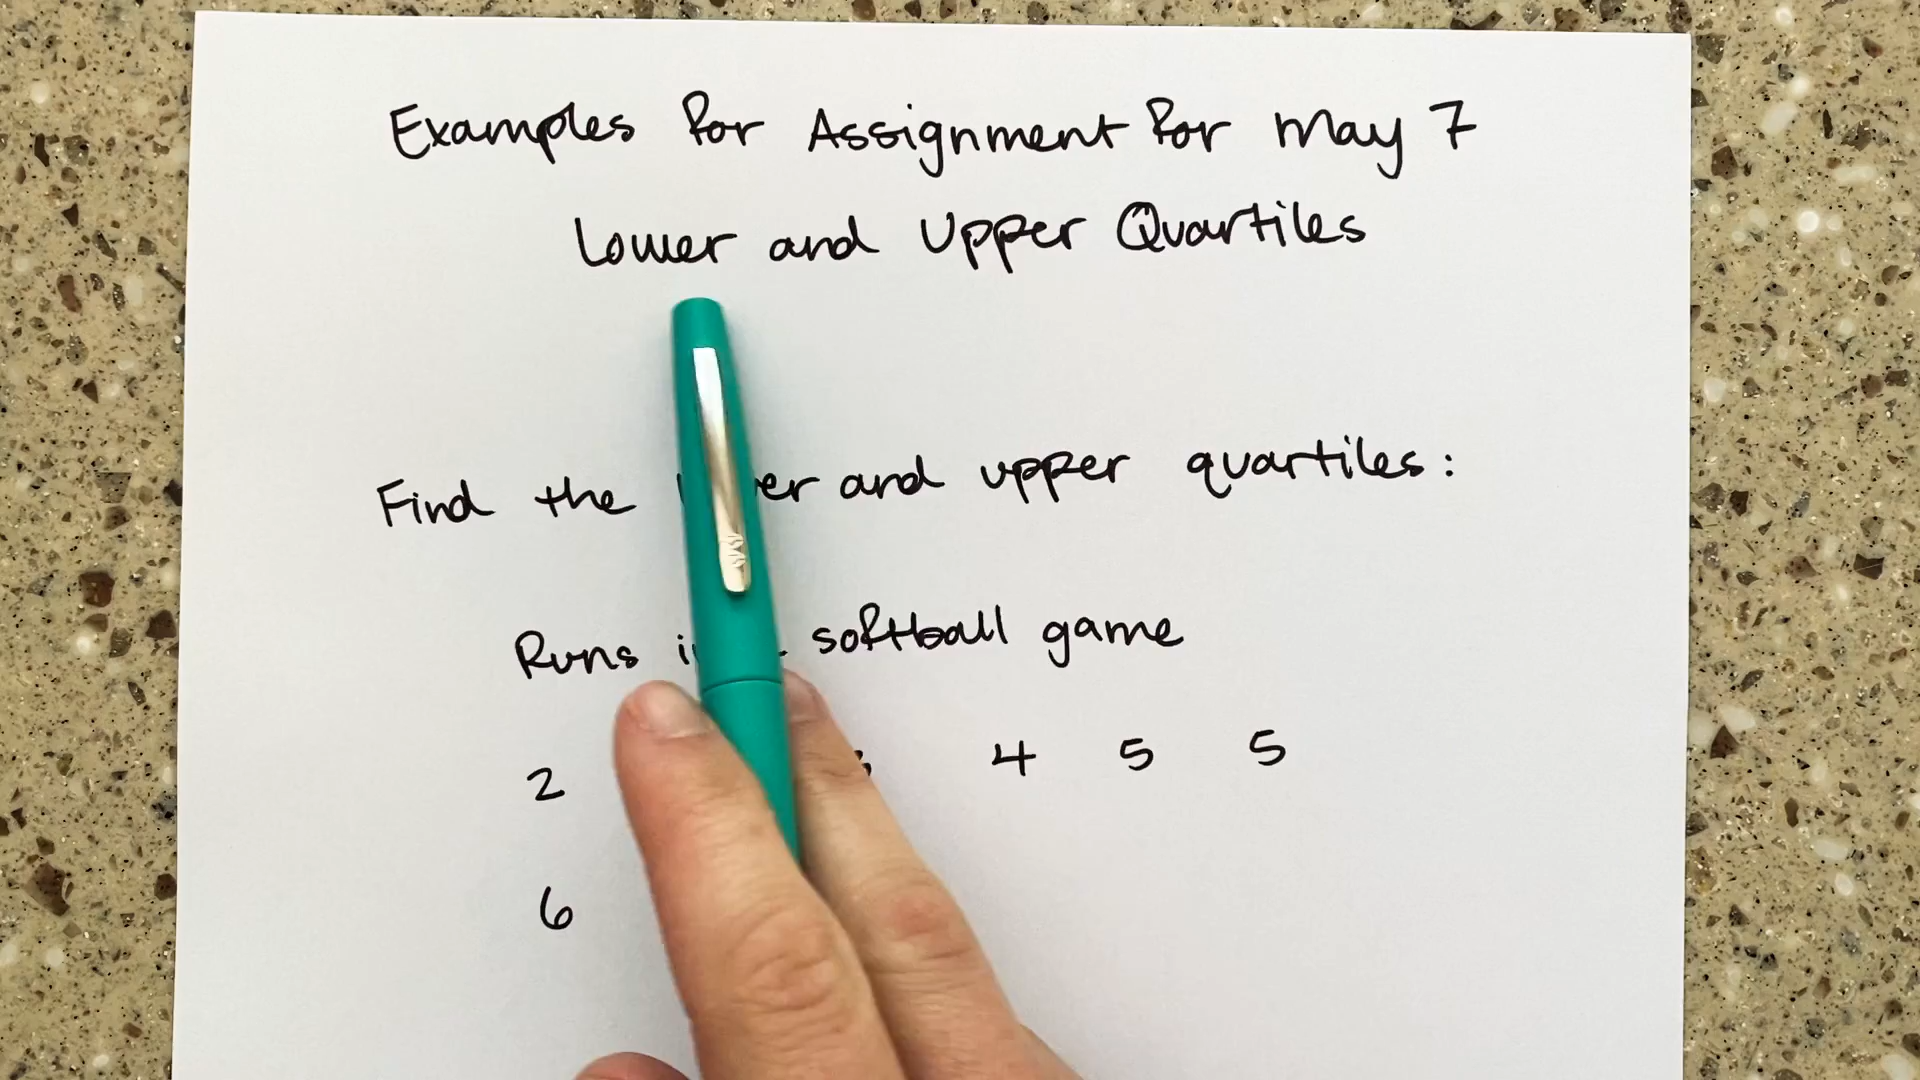 Examples for Assignment for May 7
Lower and Upper Quartiles
Find the er and upper quartiles:
Runs i softball game
2 4 5 5
6